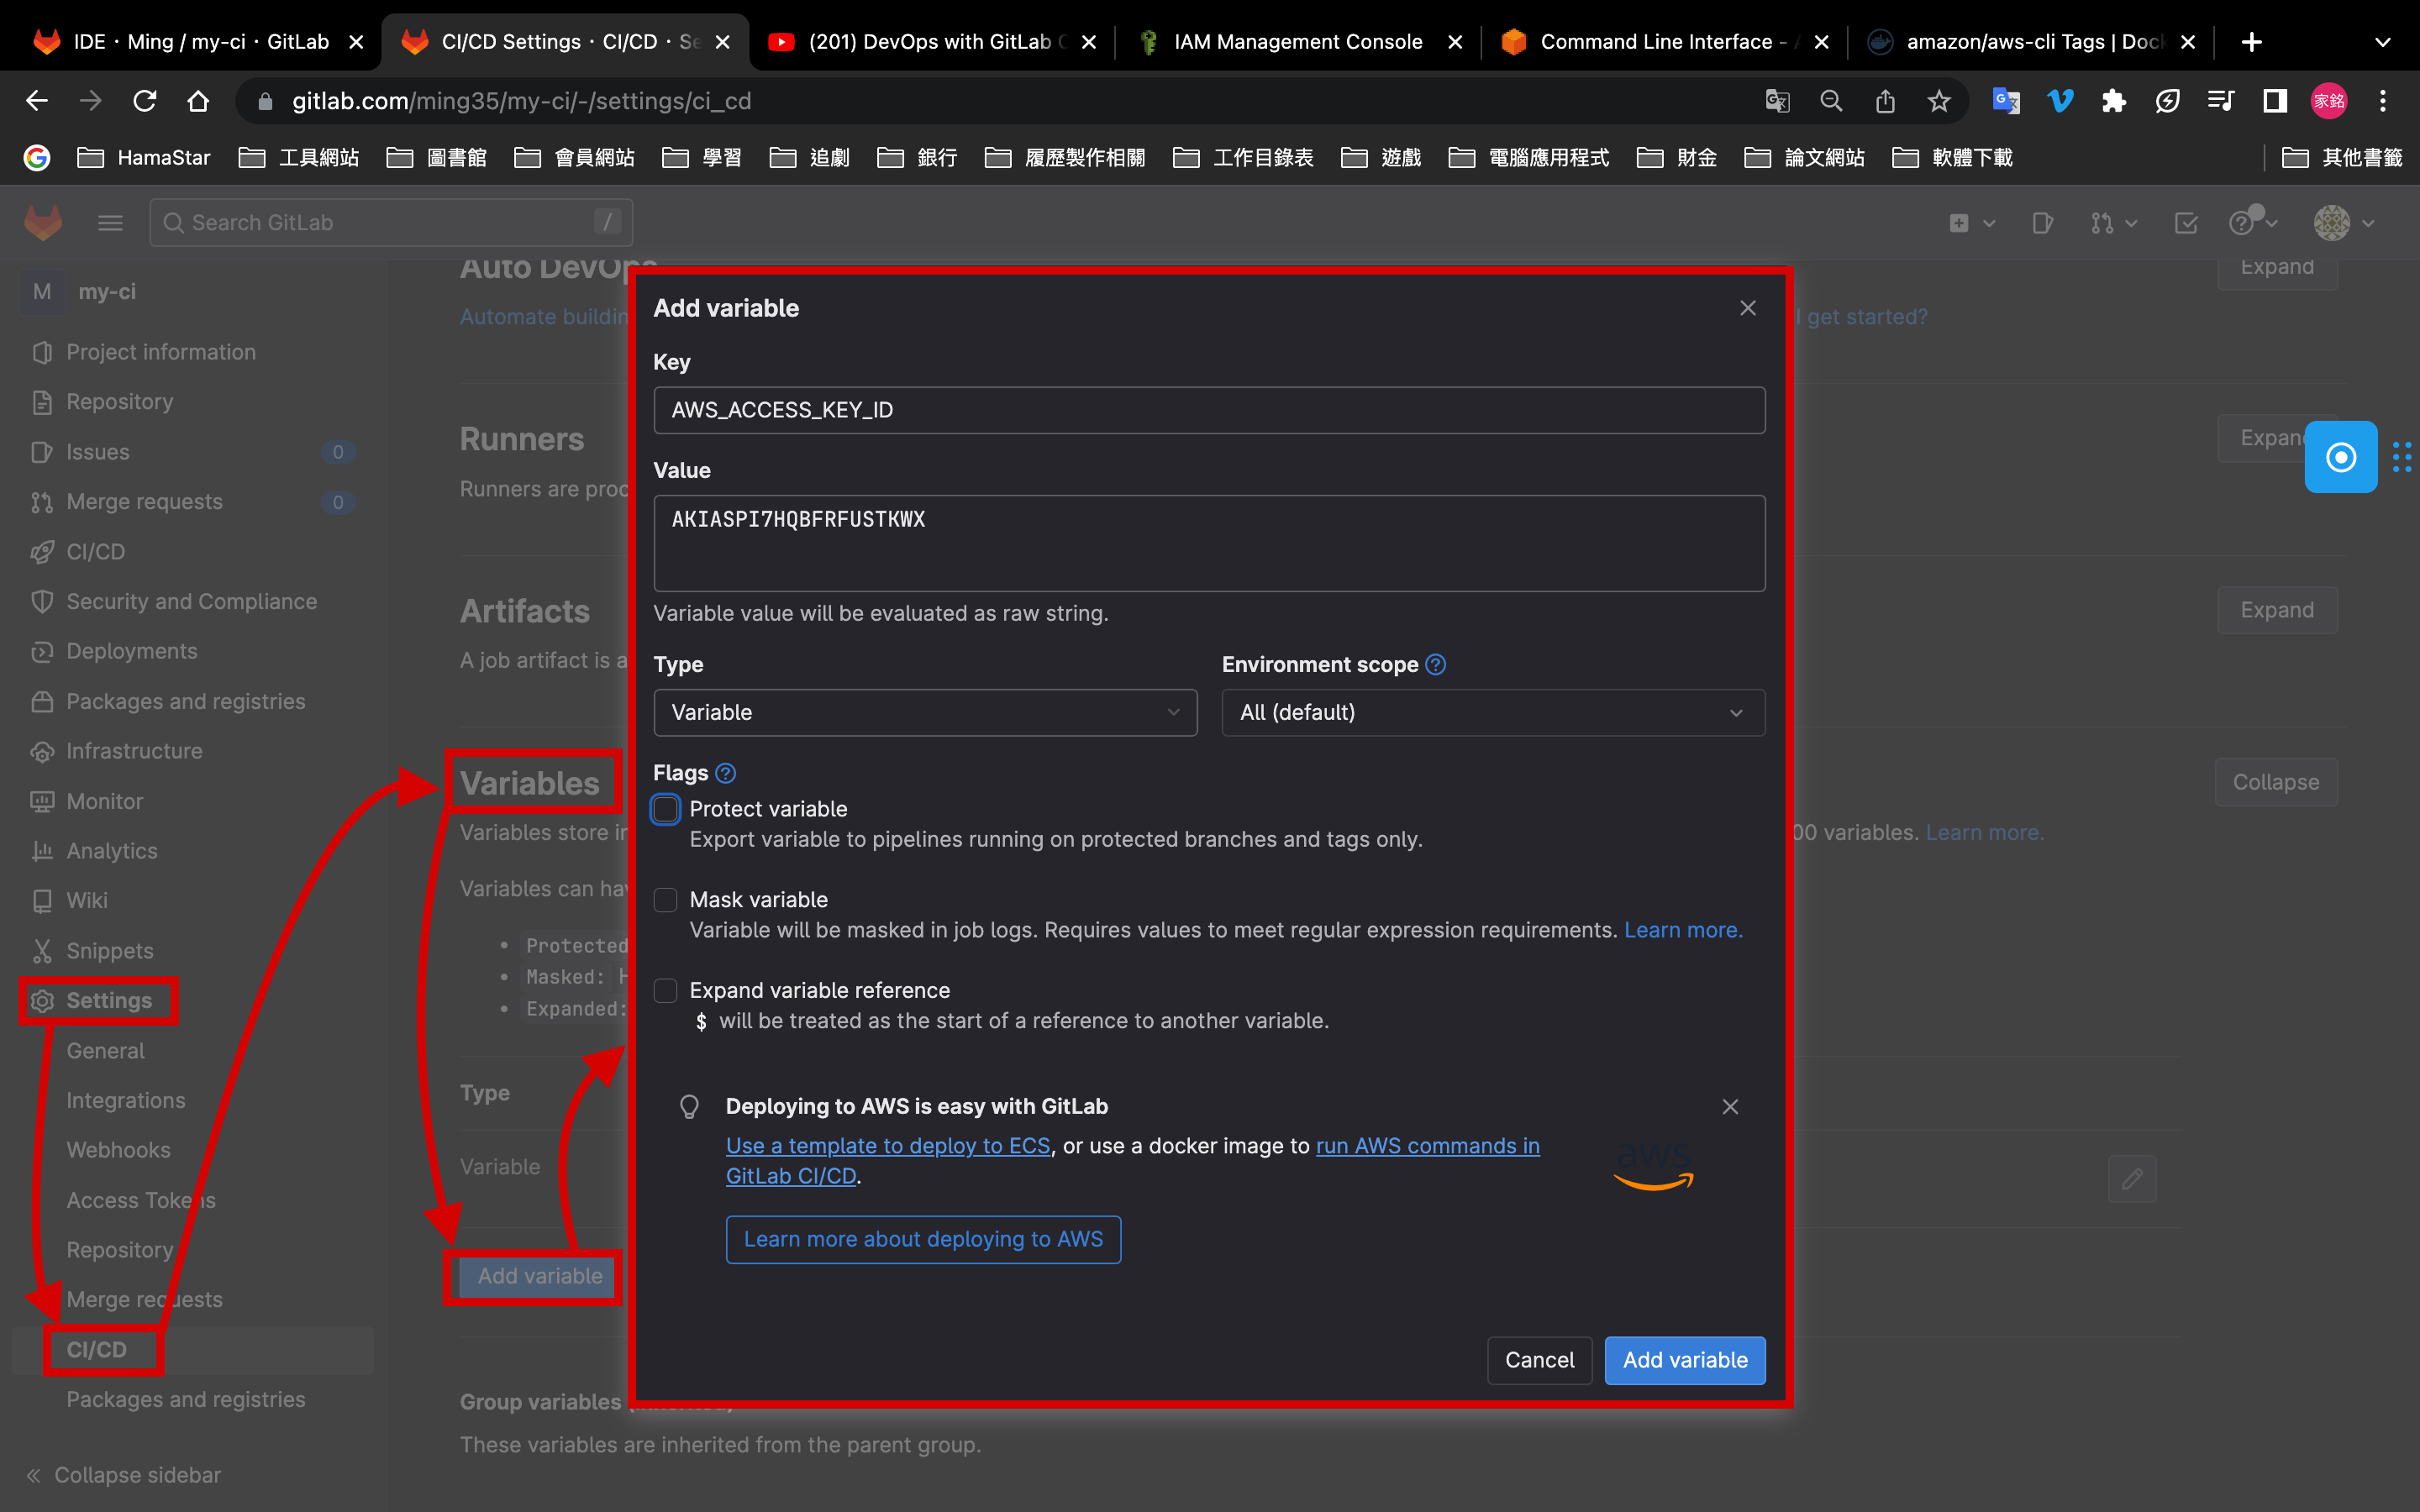 IDE · Ming / my-ci · GitLab
CI/CD Settings · CI/CD · Se
(201) DevOps with GitLab C
IAM Management Console
Command Line Interface -
amazon/aws-cli Tags | Dock
gitlab.com/ming35/my-ci/-/settings/ci_cd
家銘
HamaStar
工具網站
圖書館
會員網站
學習
追劇
銀行
履歷製作相關
工作目錄表
遊戲
電腦應用程式
財金
論文網站
軟體下載
其他書籤
Search GitLab
/
M
my-ci
Project information
Repository
Issues
0
Merge requests
0
CI/CD
Security and Compliance
Deployments
Packages and registries
Infrastructure
Monitor
Analytics
Wiki
Snippets
Settings
General
Integrations
Webhooks
Access Tokens
Repository
Merge requests
CI/CD
Packages and registries
Collapse sidebar
Auto DevOps
Expand
Automate buildin
I get started?
Runners
Expand
Runners are proc
Artifacts
Expand
A job artifact is a
Variables
Collapse
Variables store in
00 variables. Learn more.
Variables can hav
Protected
Masked: H
Expanded:
Type
Variable
Add variable
Group variables (inherited)
These variables are inherited from the parent group.
Add variable
Key
AWS_ACCESS_KEY_ID
Value
AKIASPI7HQBFRFUSTKWX
Variable value will be evaluated as raw string.
Type
Environment scope
Variable
All (default)
Flags
Protect variable
Export variable to pipelines running on protected branches and tags only.
Mask variable
Variable will be masked in job logs. Requires values to meet regular expression requirements. Learn more.
Expand variable reference
$ will be treated as the start of a reference to another variable.
Deploying to AWS is easy with GitLab
Use a template to deploy to ECS, or use a docker image to run AWS commands in
GitLab CI/CD.
aws
Learn more about deploying to AWS
Cancel
Add variable